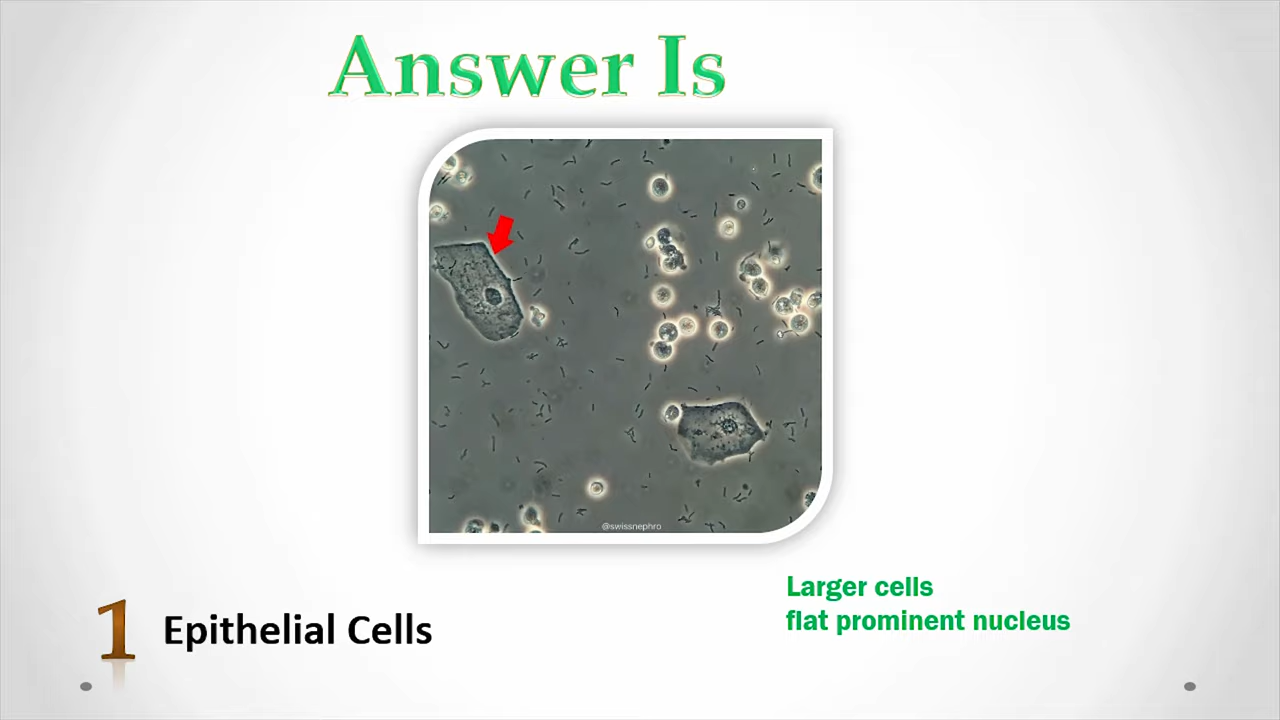 Answer Is
@swissnephro
Larger cells
flat prominent nucleus
1 Epithelial Cells